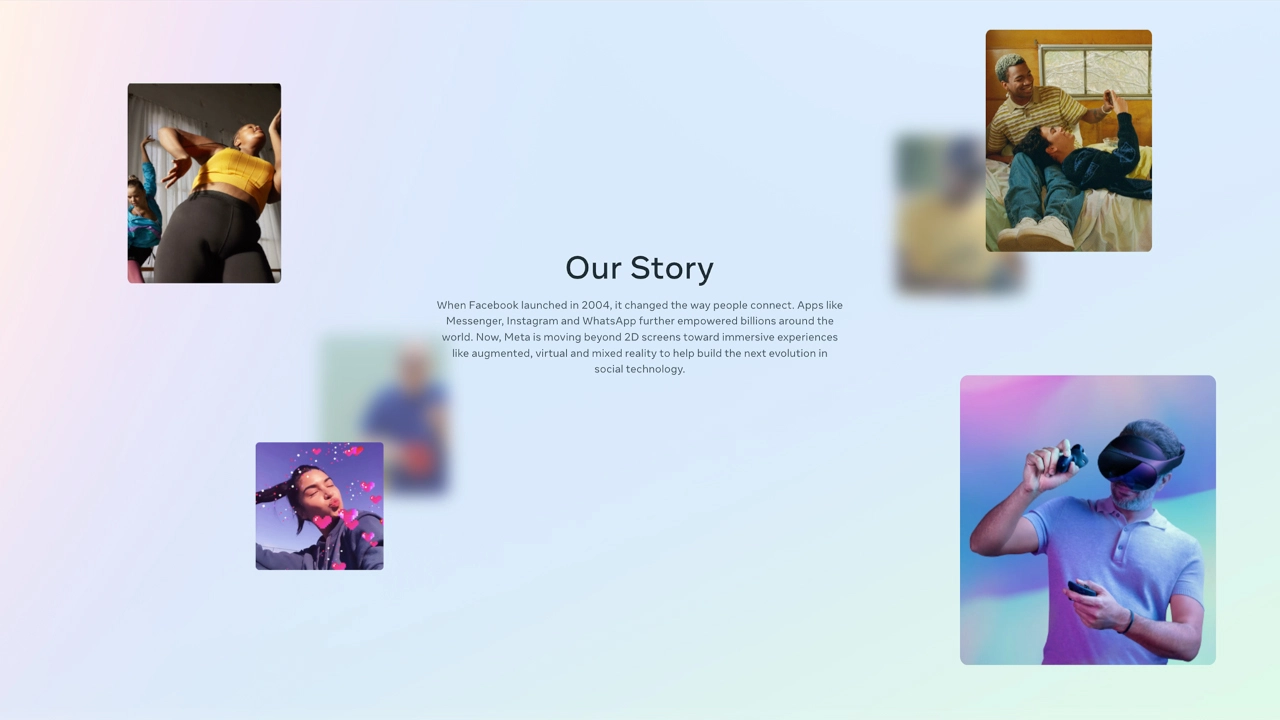 Our Story
When Facebook launched in 2004, it changed the way people connect. Apps like
Messenger, Instagram and WhatsApp further empowered billions around the
world. Now, Meta is moving beyond 2D screens toward immersive experiences
like augmented, virtual and mixed reality to help build the next evolution in
social technology.